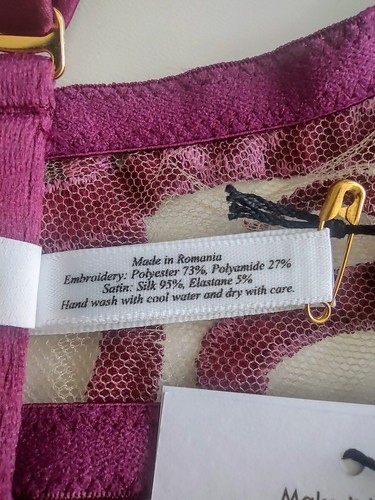 Made in Romania
Embroidery: Polyester 73%, Polyamide 27%
Satin: Silk 95%, Elastane 5%
Hand wash with cool water and dry with care.